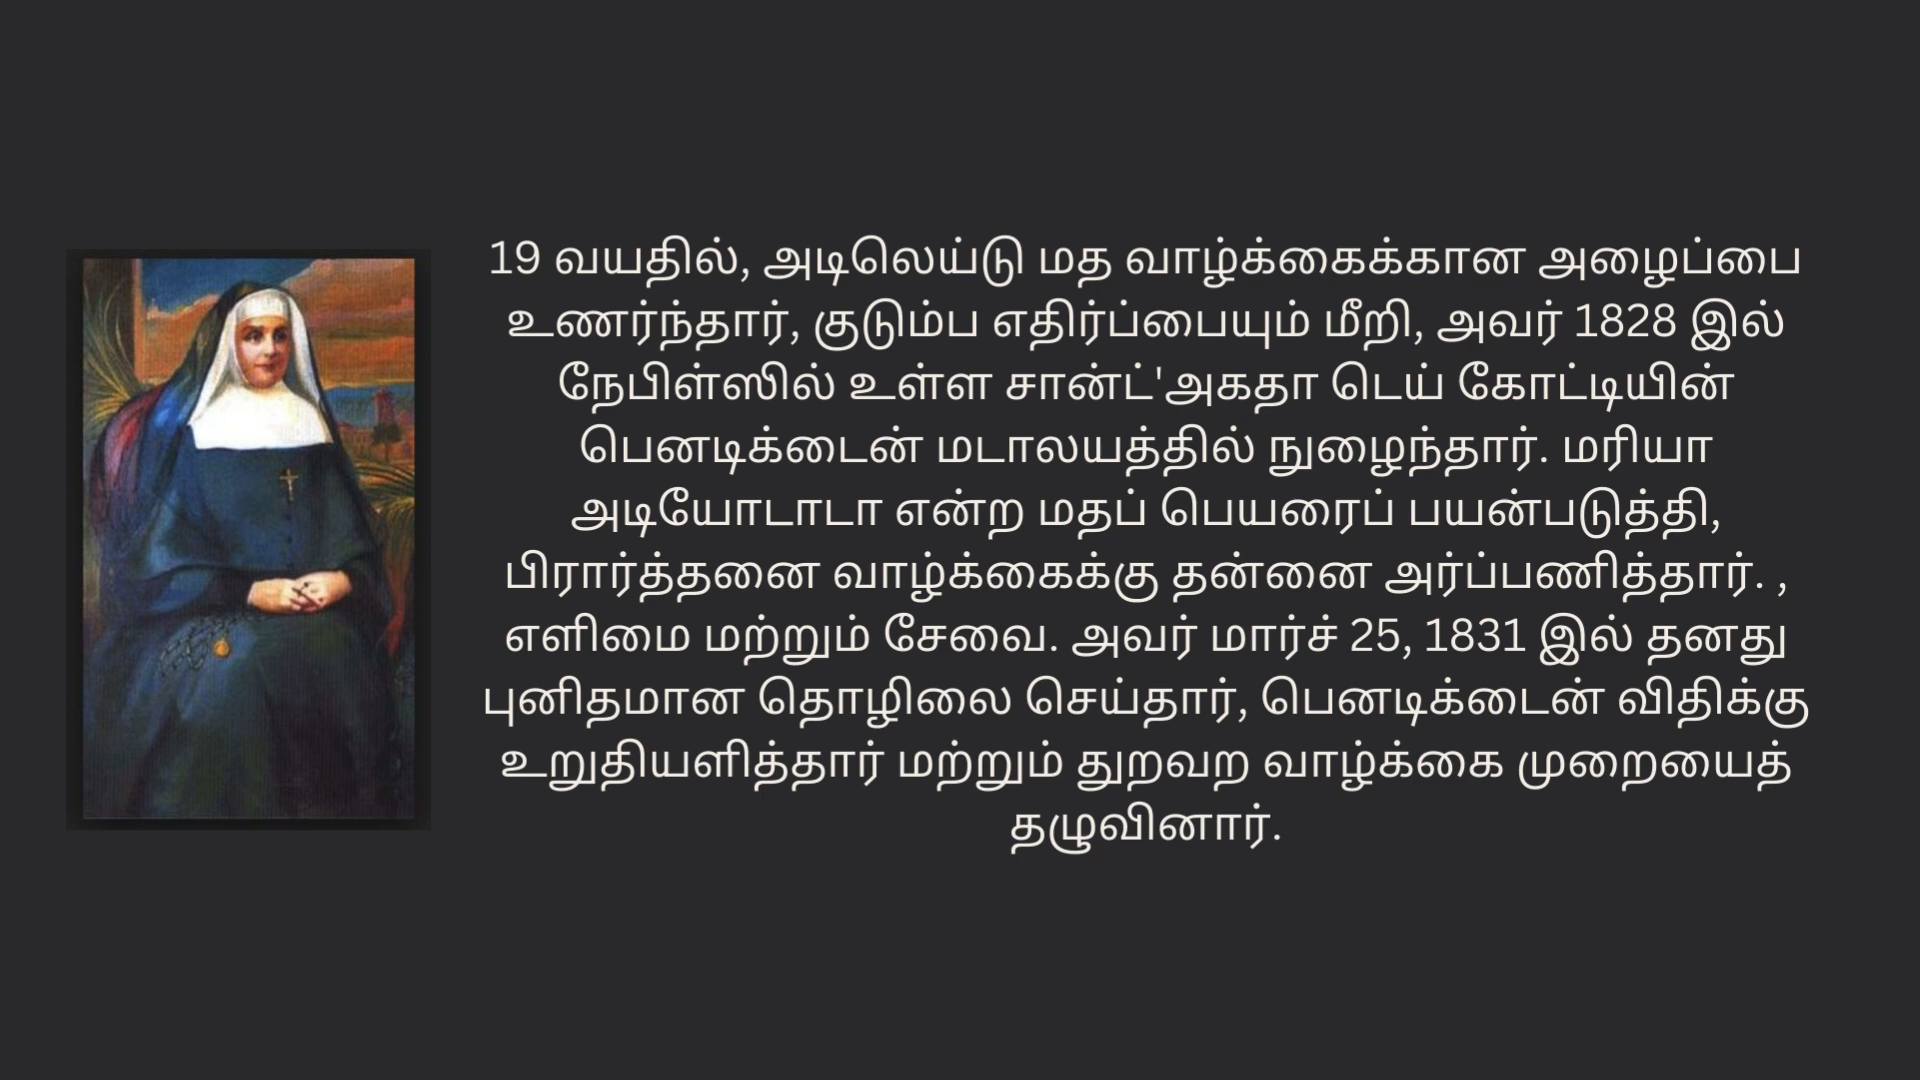 19 வயதில், அடிலெய்டு மத வாழ்க்கைக்கான அழைப்பை
உணர்ந்தார், குடும்ப எதிர்ப்பையும் மீறி, அவர் 1828 இல்
நேபிள்ஸில் உள்ள சான்ட்'அகதா டெய் கோட்டியின்
பெனடிக்டைன் மடாலயத்தில் நுழைந்தார். மரியா
அடியோடாடா என்ற மதப் பெயரைப் பயன்படுத்தி,
பிரார்த்தனை வாழ்க்கைக்கு தன்னை அர்ப்பணித்தார். ,
எளிமை மற்றும் சேவை. அவர் மார்ச் 25, 1831 இல் தனது
புனிதமான தொழிலை செய்தார், பெனடிக்டைன் விதிக்கு
உறுதியளித்தார் மற்றும் துறவற வாழ்க்கை முறையைத்
தழுவினார்.